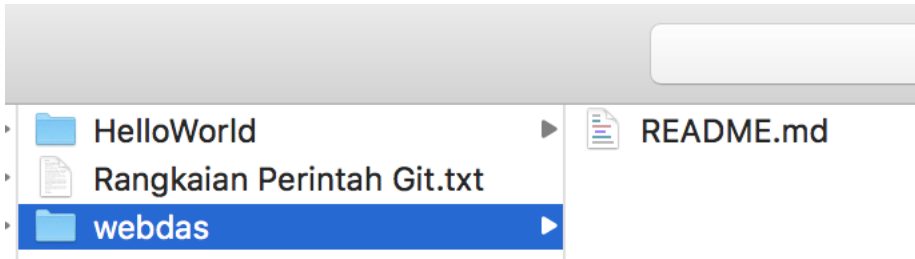 HelloWorld
Rangkaian Perintah Git.txt
webdas
README.md